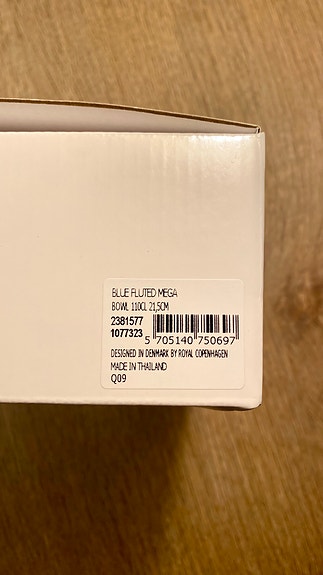 BLUE FLUTED MEGA
BOWL 110CL 21,5CM
2381577
1077323
5 705140 750697
DESIGNED IN DENMARK BY ROYAL COPENHAGEN
MADE IN THAILAND
Q09